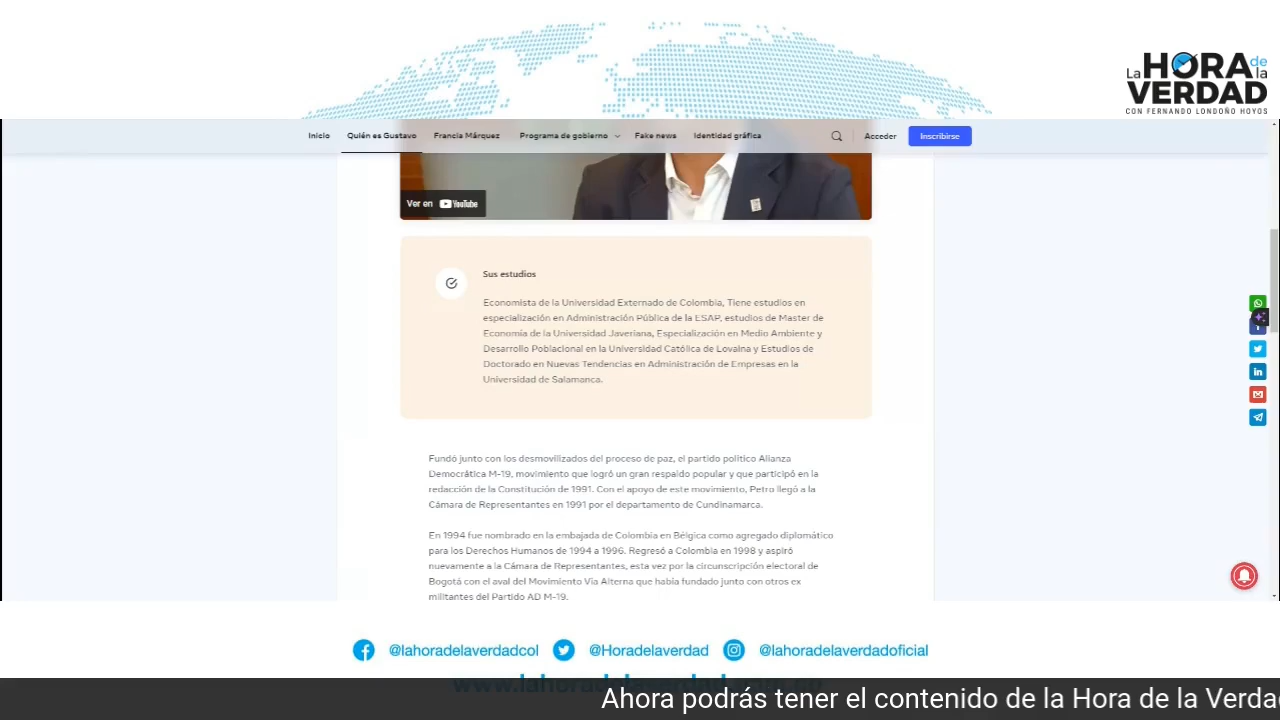 La HORA de la
VERDAD
CON FERNANDO LONDOÑO HOYOS
Inicio Quién es Gustavo Francia Márquez Programa de gobierno Fake news Identidad gráfica Acceder Inscribirse
Ver en YouTube
Sus estudios
Economista de la Universidad Externado de Colombia, Tiene estudios en
especialización en Administración Pública de la ESAP, estudios de Master de
Economía de la Universidad Javeriana, Especialización en Medio Ambiente y
Desarrollo Poblacional en la Universidad Católica de Lovaina y Estudios de
Doctorado en Nuevas Tendencias en Administración de Empresas en la
Universidad de Salamanca.
Fundó junto con los desmovilizados del proceso de paz, el partido político Alianza
Democrática M-19, movimiento que logró un gran respaldo popular y que participó en la
redacción de la Constitución de 1991. Con el apoyo de este movimiento, Petro llegó a la
Cámara de Representantes en 1991 por el departamento de Cundinamarca.
En 1994 fue nombrado en la embajada de Colombia en Bélgica como agregado diplomático
para los Derechos Humanos de 1994 a 1996. Regresó a Colombia en 1998 y aspiró
nuevamente a la Cámara de Representantes, esta vez por la circunscripción electoral de
Bogotá con el aval del Movimiento Vía Alterna que había fundado junto con otros ex
militantes del Partido AD M-19.
@lahoradelaverdadcol @Horadelaverdad @lahoradelaverdadoficial
Ahora podrás tener el contenido de la Hora de la Verda